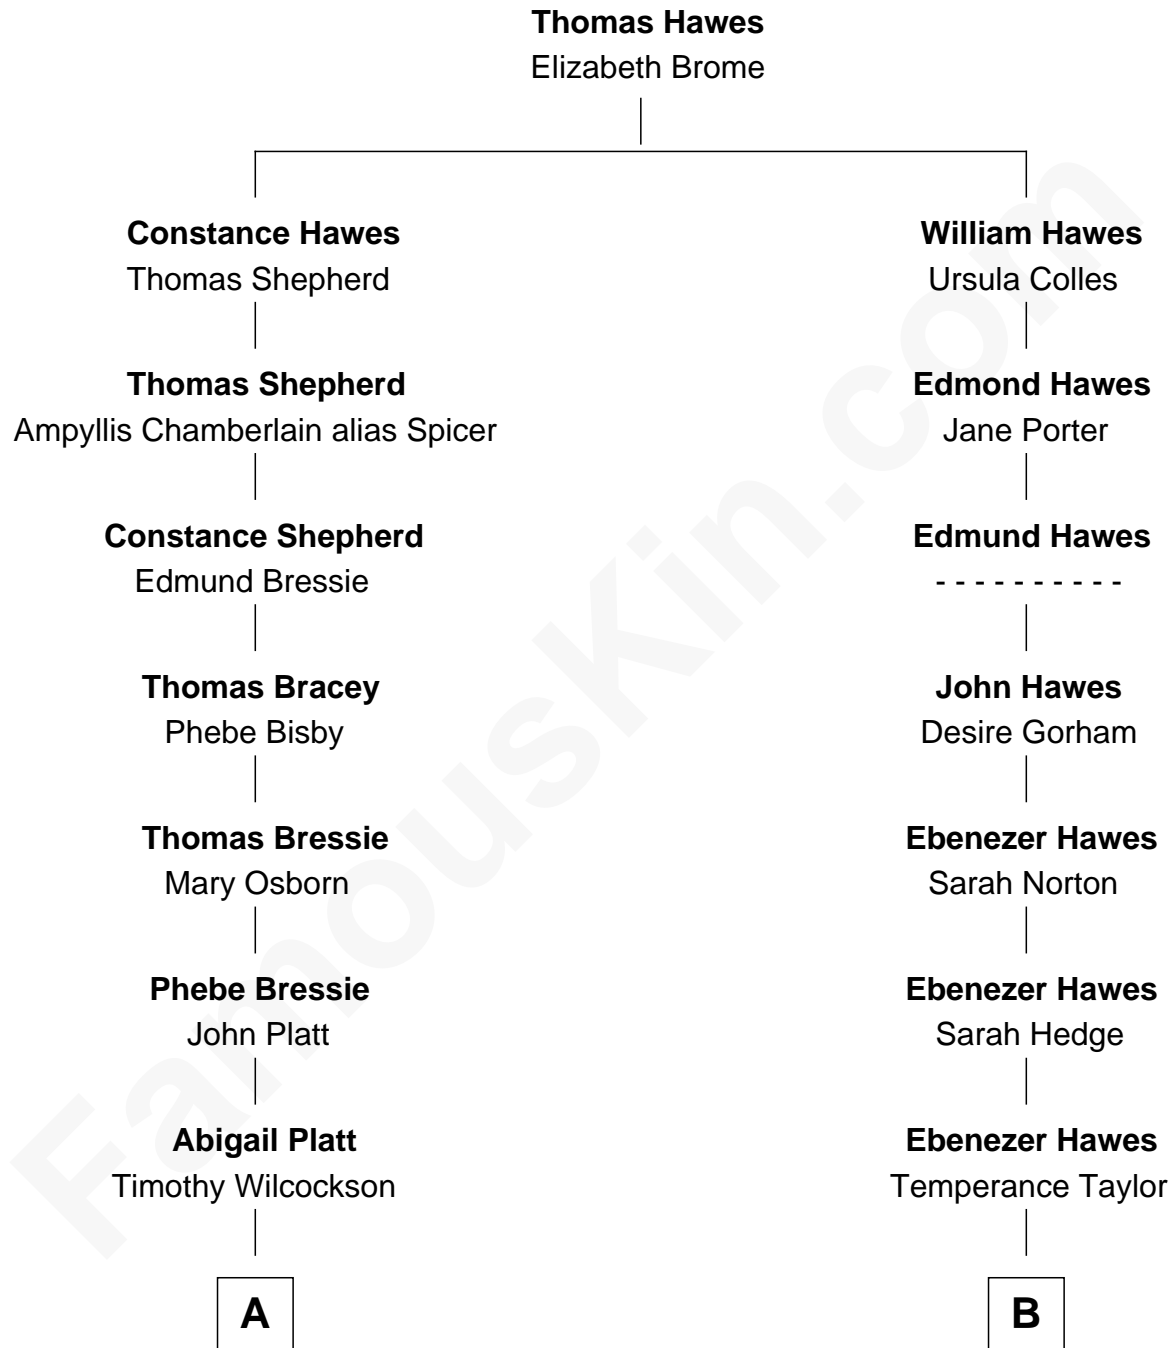 Thomas Hawes
Elizabeth Brome
Constance Hawes
Thomas Shepherd
William Hawes
Ursula Colles
Thomas Shepherd
Ampyllis Chamberlain alias Spicer
Edmond Hawes
Jane Porter
Constance Shepherd
Edmund Bressie
Edmund Hawes
- - - - - - - - - -
Thomas Bracey
Phebe Bisby
John Hawes
Desire Gorham
Thomas Bressie
Mary Osborn
Ebenezer Hawes
Sarah Norton
Phebe Bressie
John Platt
Ebenezer Hawes
Sarah Hedge
Abigail Platt
Timothy Wilcockson
Ebenezer Hawes
Temperance Taylor
A
B
FamousKin.com